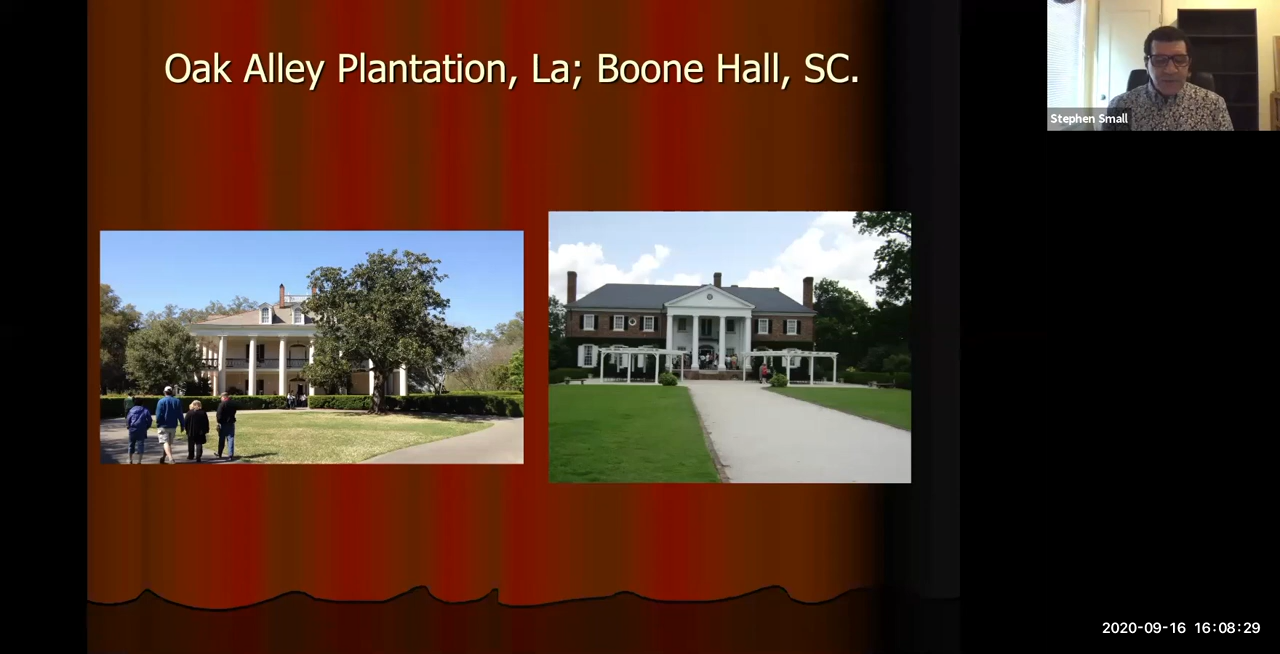 Oak Alley Plantation, La; Boone Hall, SC.
Stephen Small
2020-09-16 16:08:29